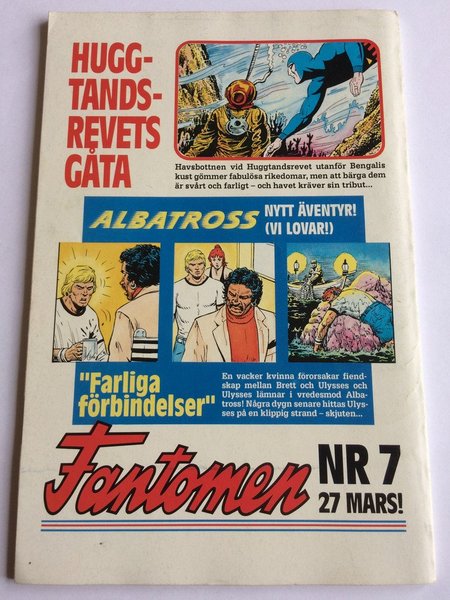 HUGG-
TANDS-
REVETS
GÅTA
Havsbottnen vid Huggtandsrevet utanför Bengalis
kust gömmer fabulösa rikedomar, men att bärga dem
är svårt och farligt – och havet kräver sin tribut...
ALBATROSS NYTT ÄVENTYR!
(VI LOVAR!)
"Farliga
förbindelser"
En vacker kvinna förorsakar fiend-
skap mellan Brett och Ulysses och
Ulysses lämnar i vredesmod Alba-
tross! Några dygn senare hittas Ulys-
ses på en klippig strand – skjuten...
Fantomen
NR 7
27 MARS!